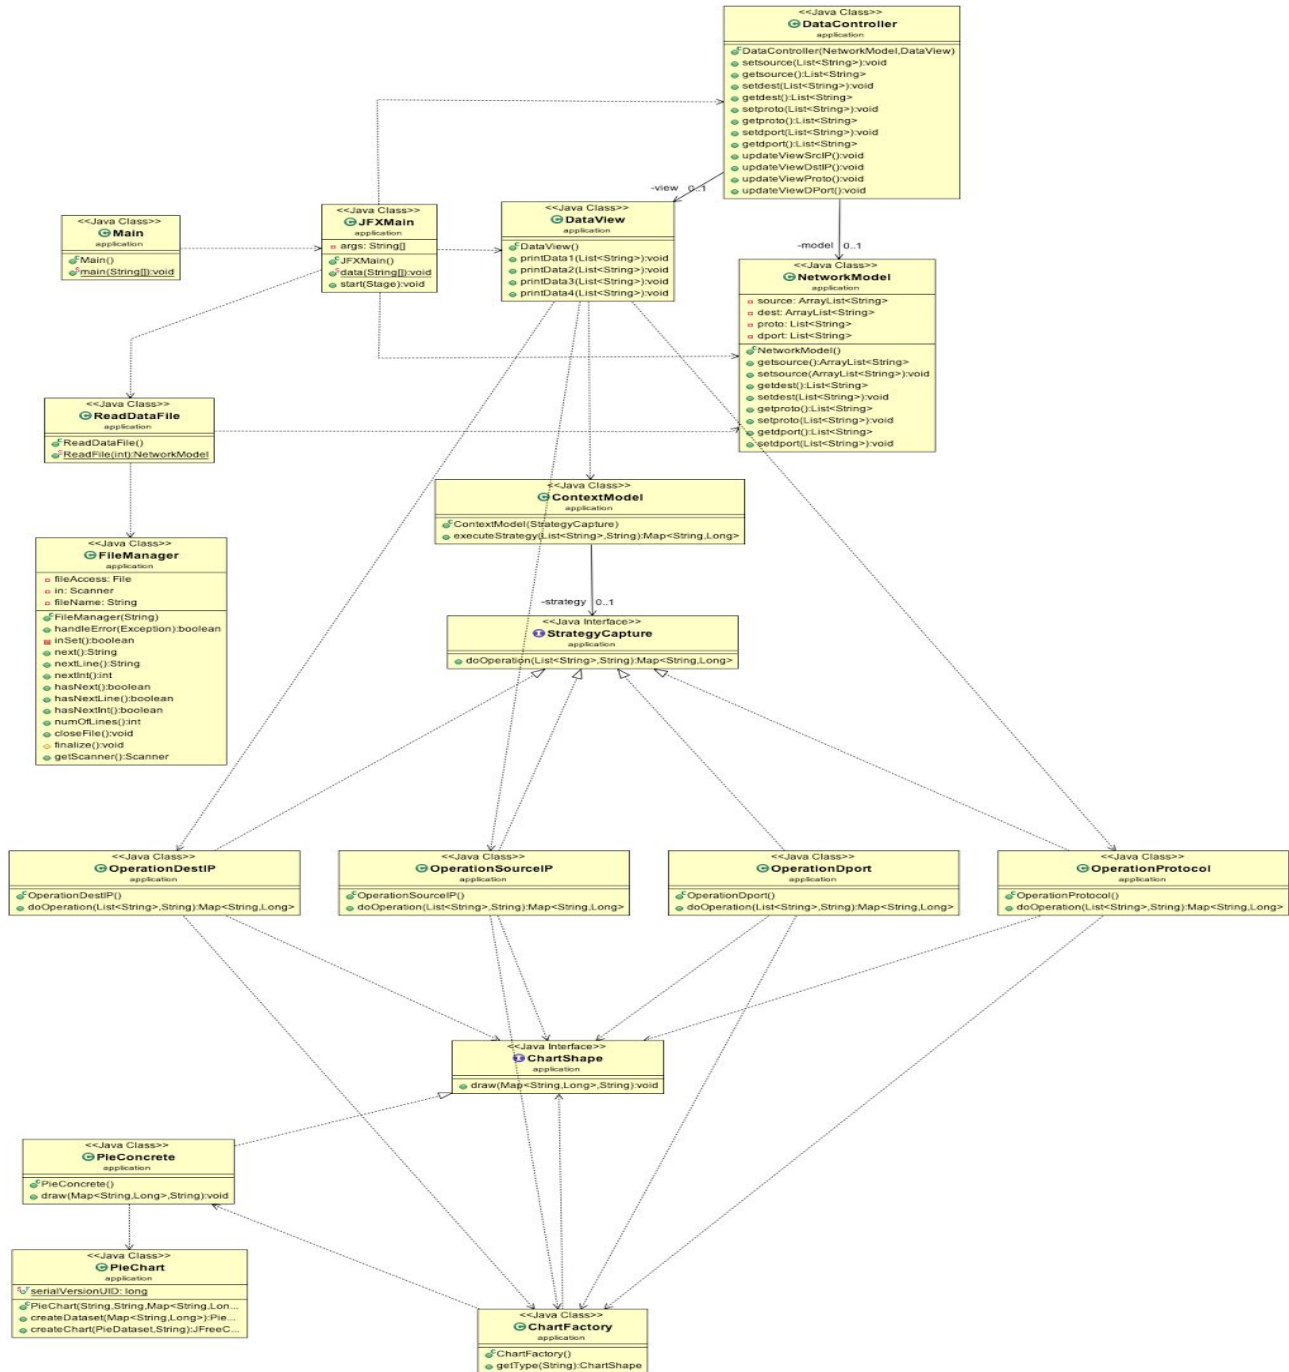 <<Java Class>>
DataController
application
DataController(NetworkModel,DataView)
setsource(List<String>):void
getsource():List<String>
setdest(List<String>):void
getdest():List<String>
setproto(List<String>):void
getproto():List<String>
setdport(List<String>):void
getdport():List<String>
updateViewSrcIP():void
updateViewDstIP():void
updateViewProto():void
updateViewDPort():void
-view 0..1
-model 0..1
<<Java Class>>
Main
application
Main()
main(String[]):void
<<Java Class>>
JFXMain
application
args: String[]
JFXMain()
data(String[]):void
start(Stage):void
<<Java Class>>
DataView
application
DataView()
printData1(List<String>):void
printData2(List<String>):void
printData3(List<String>):void
printData4(List<String>):void
<<Java Class>>
NetworkModel
application
source: ArrayList<String>
dest: ArrayList<String>
proto: List<String>
dport: List<String>
NetworkModel()
getsource():ArrayList<String>
setsource(ArrayList<String>):void
getdest():List<String>
setdest(List<String>):void
getproto():List<String>
setproto(List<String>):void
getdport():List<String>
setdport(List<String>):void
<<Java Class>>
ReadDataFile
application
ReadDataFile()
ReadFile(int):NetworkModel
<<Java Class>>
ContextModel
application
ContextModel(StrategyCapture)
executeStrategy(List<String>,String):Map<String,Long>
-strategy 0..1
<<Java Class>>
FileManager
application
fileAccess: File
in: Scanner
fileName: String
FileManager(String)
handleError(Exception):boolean
inSet():boolean
next():String
nextLine():String
nextInt():int
hasNext():boolean
hasNextLine():boolean
hasNextInt():boolean
numOfLines():int
closeFile():void
finalize():void
getScanner():Scanner
<<Java Interface>>
StrategyCapture
application
doOperation(List<String>,String):Map<String,Long>
<<Java Class>>
OperationDestIP
application
OperationDestIP()
doOperation(List<String>,String):Map<String,Long>
<<Java Class>>
OperationSourceIP
application
OperationSourceIP()
doOperation(List<String>,String):Map<String,Long>
<<Java Class>>
OperationDport
application
OperationDport()
doOperation(List<String>,String):Map<String,Long>
<<Java Class>>
OperationProtocol
application
OperationProtocol()
doOperation(List<String>,String):Map<String,Long>
<<Java Interface>>
ChartShape
application
draw(Map<String,Long>,String):void
<<Java Class>>
PieConcrete
application
PieConcrete()
draw(Map<String,Long>,String):void
<<Java Class>>
PieChart
application
serialVersionUID: long
PieChart(String,String,Map<String,Lon...
createDataset(Map<String,Long>):Pie...
createChart(PieDataset,String):JFreeC...
<<Java Class>>
ChartFactory
application
ChartFactory()
getType(String):ChartShape